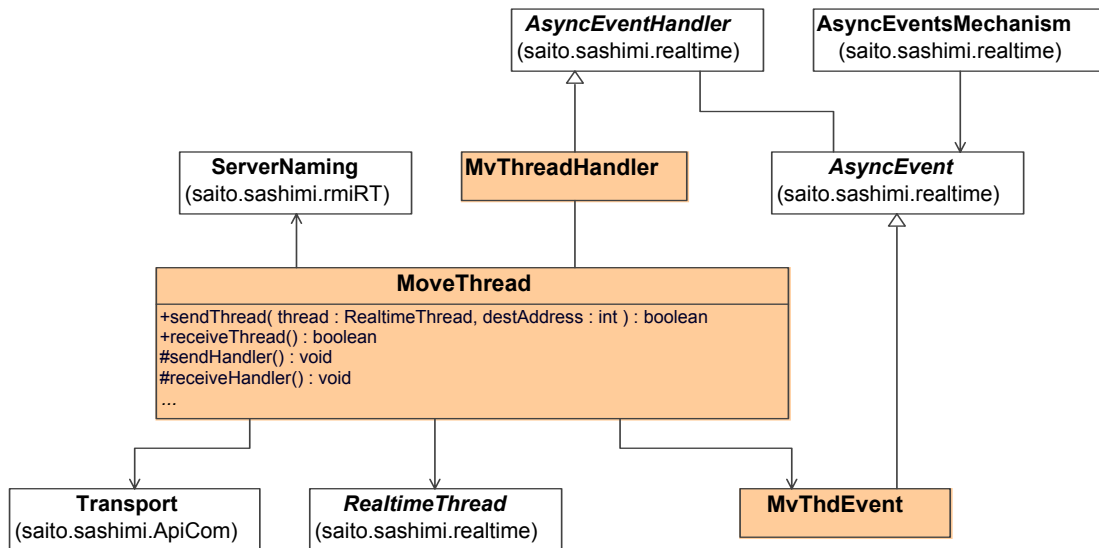 AsyncEventHandler
(saito.sashimi.realtime)
AsyncEventsMechanism
(saito.sashimi.realtime)
ServerNaming
(saito.sashimi.rmiRT)
MvThreadHandler
AsyncEvent
(saito.sashimi.realtime)
MoveThread
+sendThread( thread : RealtimeThread, destAddress : int ) : boolean
+receiveThread() : boolean
#sendHandler() : void
#receiveHandler() : void
...
Transport
(saito.sashimi.ApiCom)
RealtimeThread
(saito.sashimi.realtime)
MvThdEvent